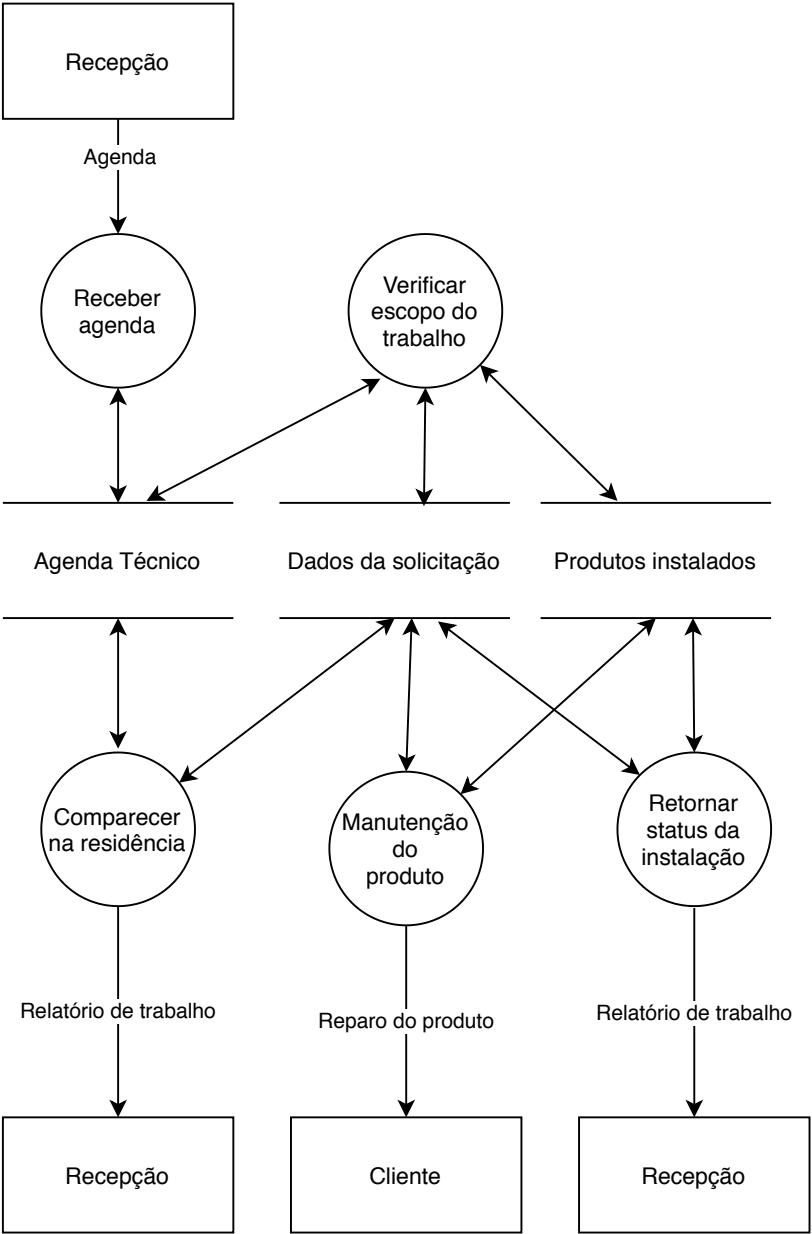 Recepção
Agenda
Receber
agenda
Verificar
escopo do
trabalho
Agenda Técnico
Dados da solicitação
Produtos instalados
Comparecer
na residência
Manutenção
do
produto
Retornar
status da
instalação
Relatório de trabalho
Reparo do produto
Relatório de trabalho
Recepção
Cliente
Recepção